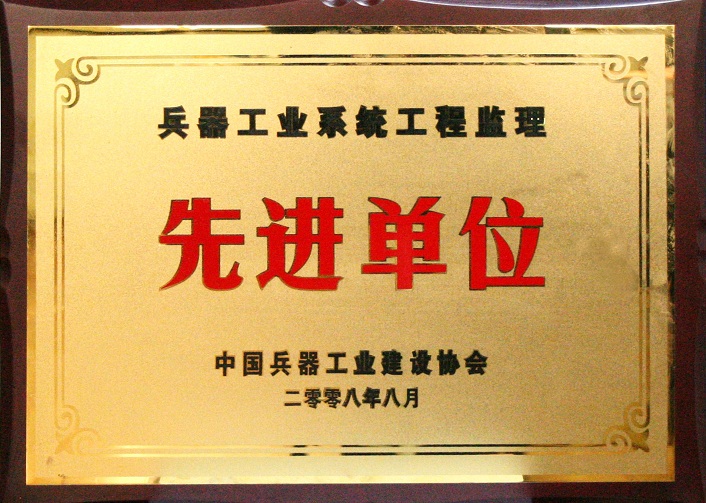 兵器工业系统工程监理
先进单位
中国兵器工业建设协会
二零零八年八月